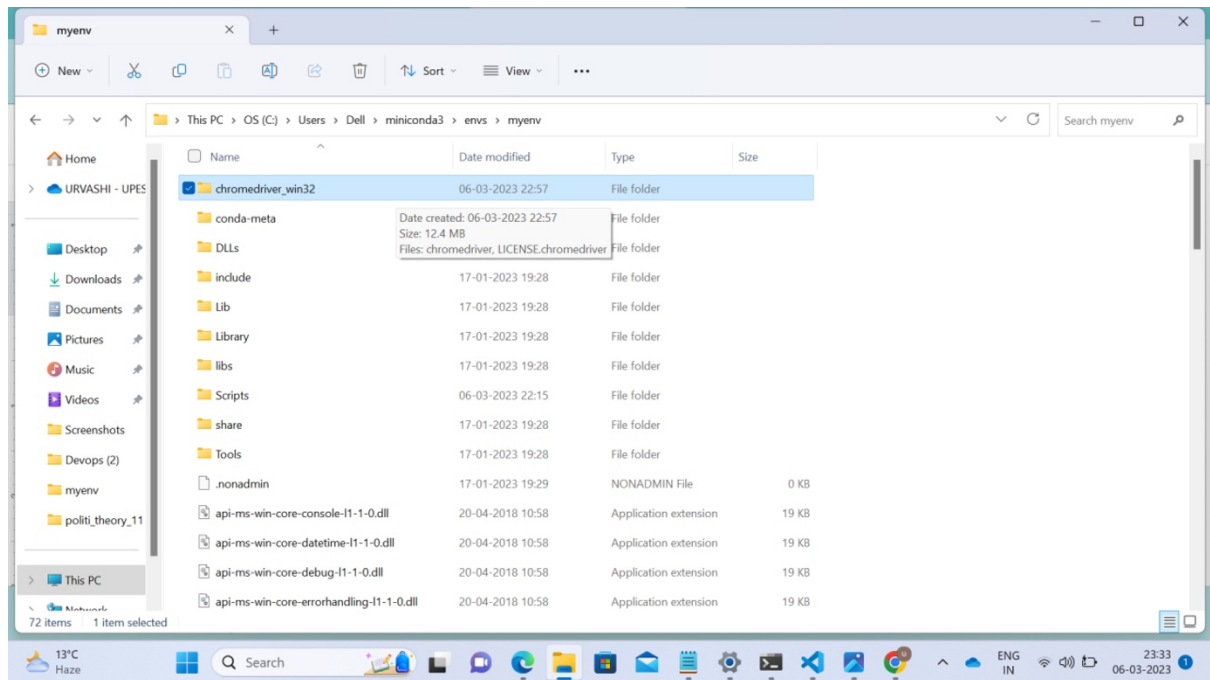 myenv
New
Sort
View
This PC > OS (C:) > Users > Dell > miniconda3 > envs > myenv
Search myenv
Home
URVASHI - UPES
Desktop
Downloads
Documents
Pictures
Music
Videos
Screenshots
Devops (2)
myenv
politi_theory_11
This PC
Network
Name Date modified Type Size
chromedriver_win32 06-03-2023 22:57 File folder
conda-meta File folder
DLLs File folder
Date created: 06-03-2023 22:57
Size: 12.4 MB
Files: chromedriver, LICENSE.chromedriver
include 17-01-2023 19:28 File folder
Lib 17-01-2023 19:28 File folder
Library 17-01-2023 19:28 File folder
libs 17-01-2023 19:28 File folder
Scripts 06-03-2023 22:15 File folder
share 17-01-2023 19:28 File folder
Tools 17-01-2023 19:28 File folder
.nonadmin 17-01-2023 19:29 NONADMIN File 0 KB
api-ms-win-core-console-l1-1-0.dll 20-04-2018 10:58 Application extension 19 KB
api-ms-win-core-datetime-l1-1-0.dll 20-04-2018 10:58 Application extension 19 KB
api-ms-win-core-debug-l1-1-0.dll 20-04-2018 10:58 Application extension 19 KB
api-ms-win-core-errorhandling-l1-1-0.dll 20-04-2018 10:58 Application extension 19 KB
72 items 1 item selected
13°C
Haze
Search
ENG
IN
23:33
06-03-2023
1